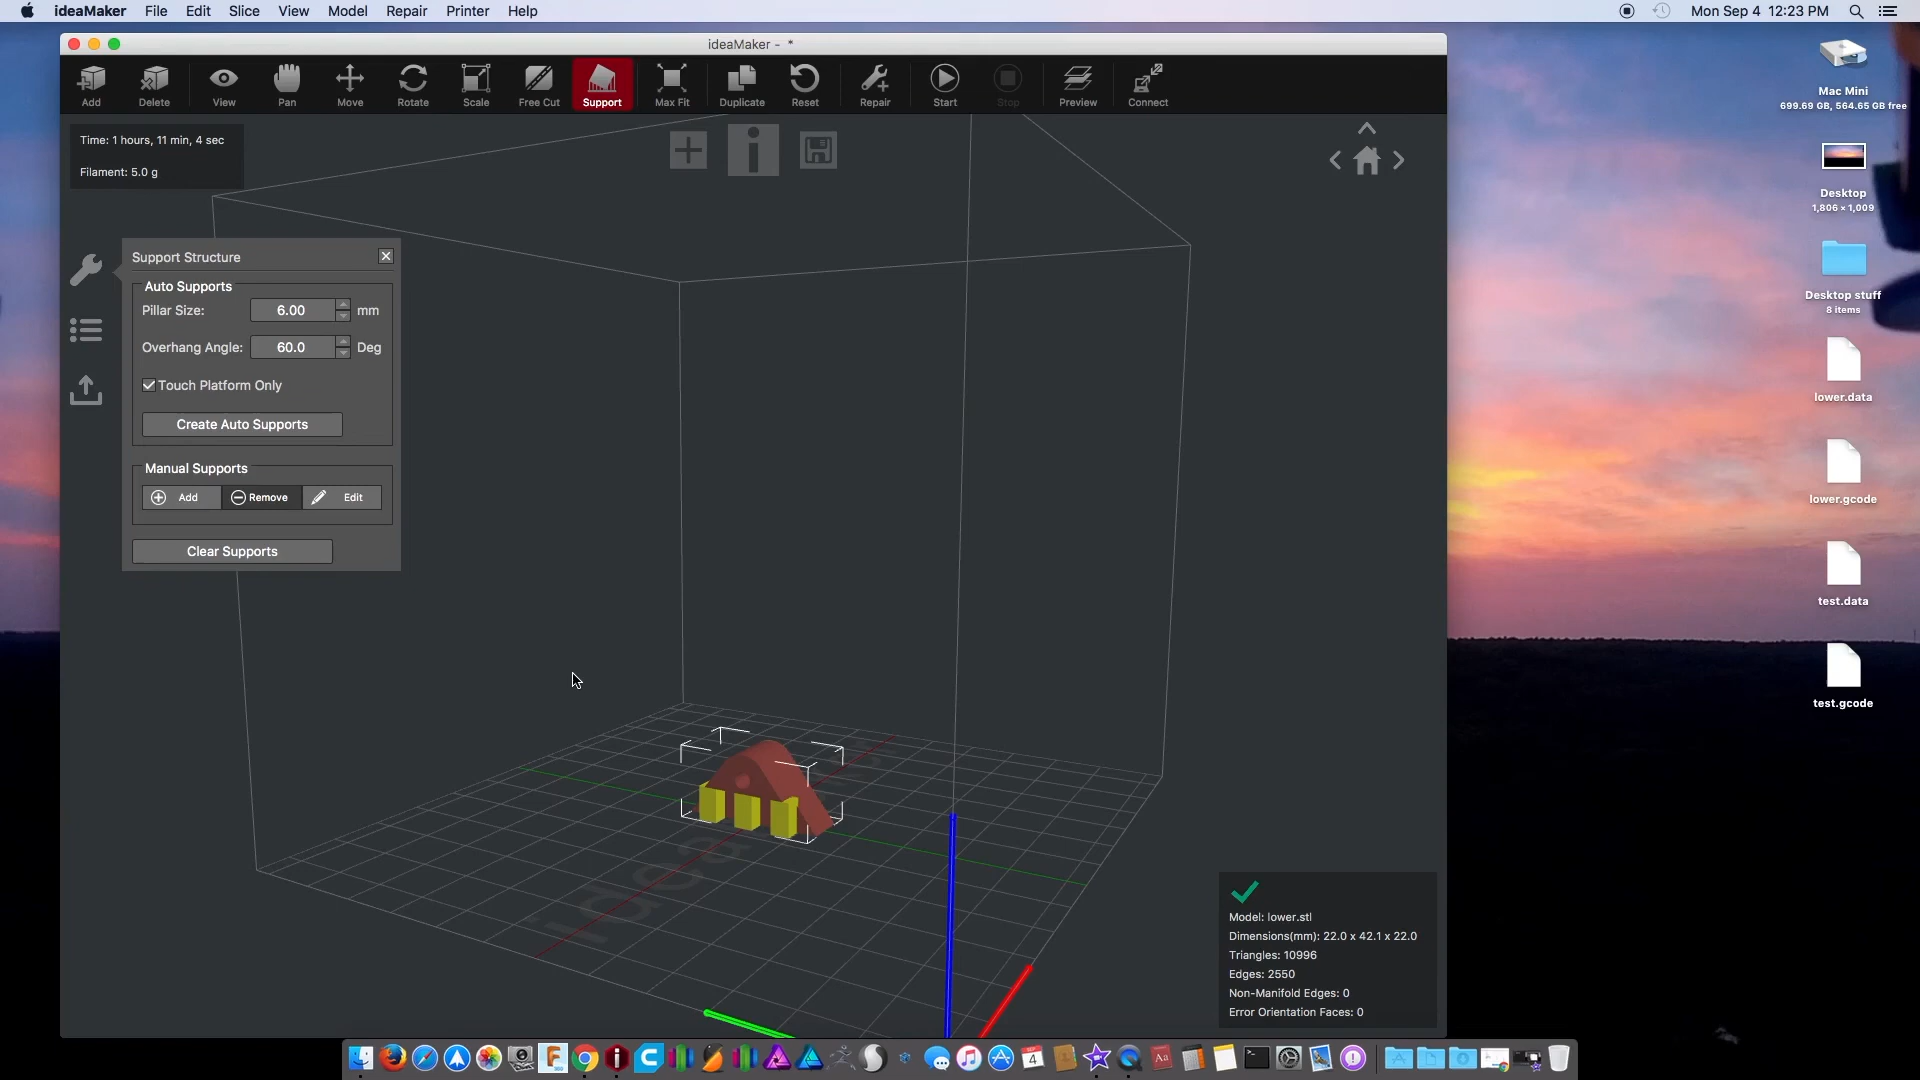 ideaMaker File Edit Slice View Model Repair Printer Help
Mon Sep 4 12:23 PM
ideaMaker - *
Add Delete View Pan Move Rotate Scale Free Cut Support Max Fit Duplicate Reset Repair Start Stop Preview Connect
Time: 1 hours, 11 min, 4 sec
Filament: 5.0 g
Support Structure
Auto Supports
Pillar Size: 6.00 mm
Overhang Angle: 60.0 Deg
Touch Platform Only
Create Auto Supports
Manual Supports
Add Remove Edit
Clear Supports
idea
Model: lower.stl
Dimensions(mm): 22.0 x 42.1 x 22.0
Triangles: 10996
Edges: 2550
Non-Manifold Edges: 0
Error Orientation Faces: 0
Mac Mini
699.69 GB, 564.65 GB free
Desktop
1,806 × 1,009
Desktop stuff
8 items
lower.data
lower.gcode
test.data
test.gcode